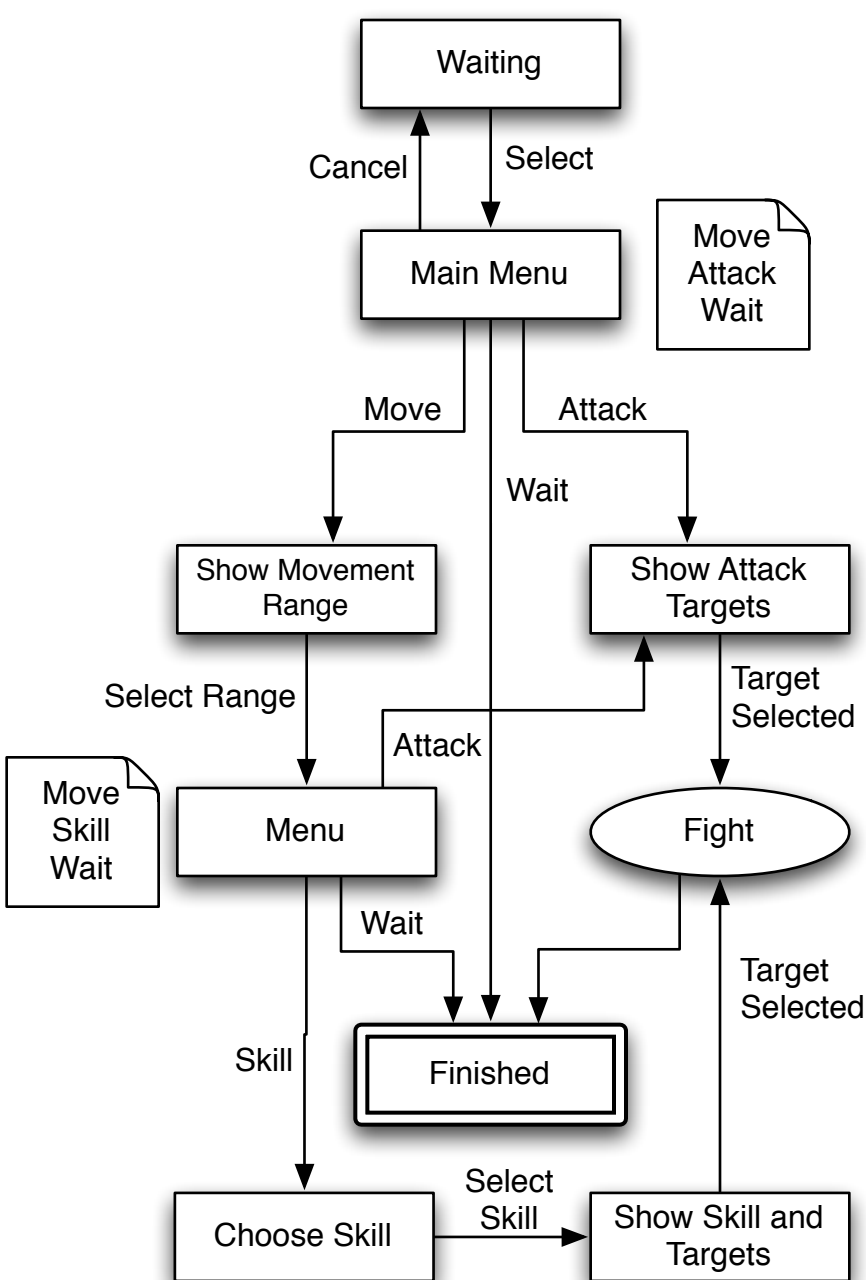 Waiting
Cancel
Select
Main Menu
Move
Attack
Wait
Move
Attack
Wait
Show Movement
Range
Show Attack
Targets
Select Range
Target
Selected
Attack
Move
Skill
Wait
Menu
Fight
Wait
Target
Selected
Skill
Finished
Select
Skill
Choose Skill
Show Skill and
Targets